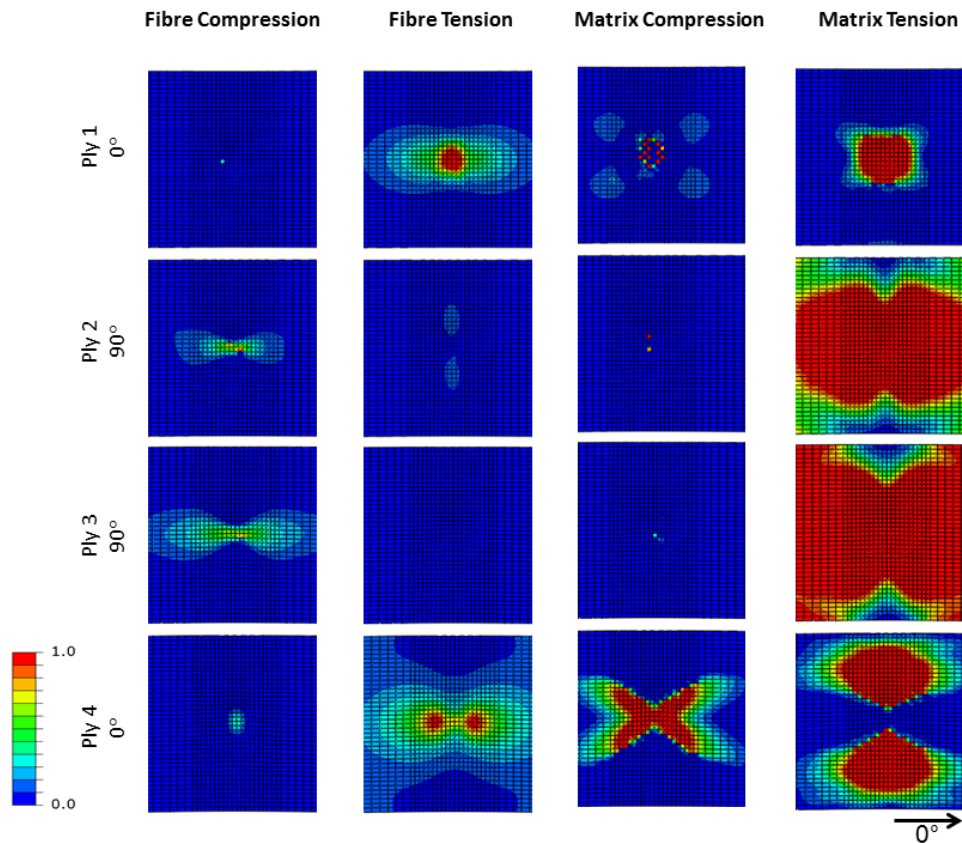 Fibre Compression
Fibre Tension
Matrix Compression
Matrix Tension
Ply 1
0°
Ply 2
90°
Ply 3
90°
Ply 4
0°
1.0
0.0
0°